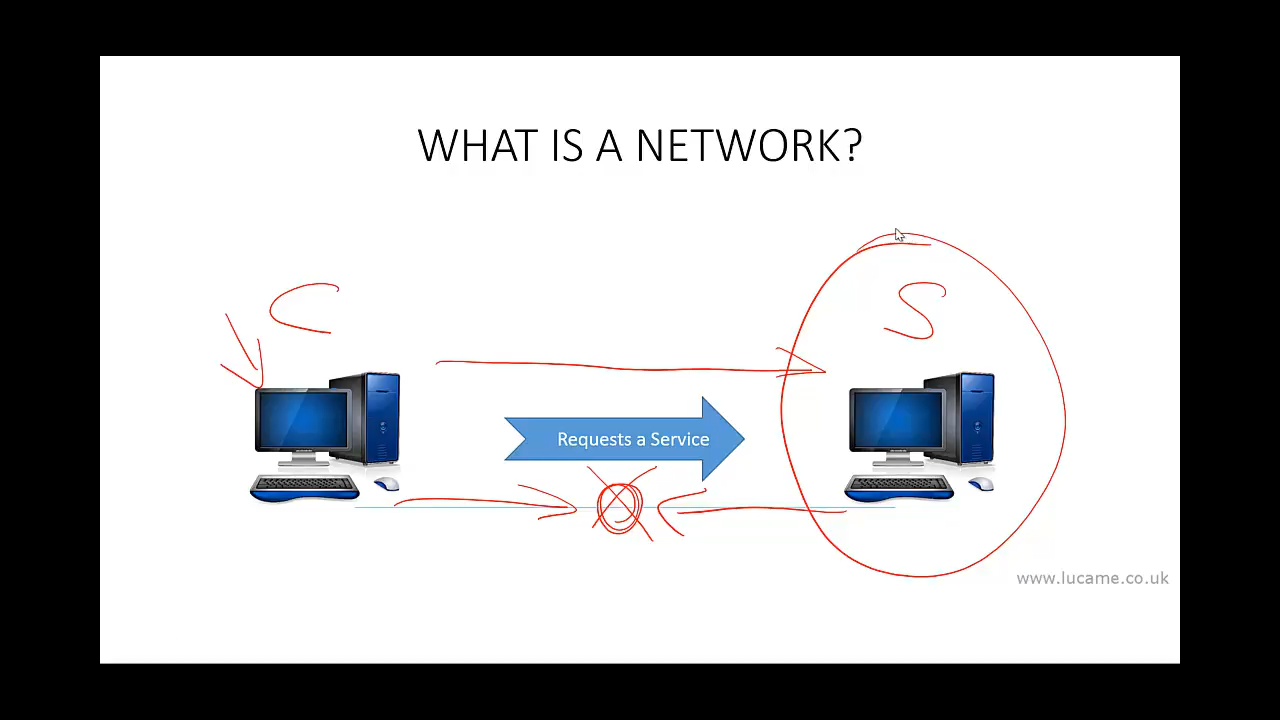 WHAT IS A NETWORK?
C
S
Requests a Service
www.lucame.co.uk